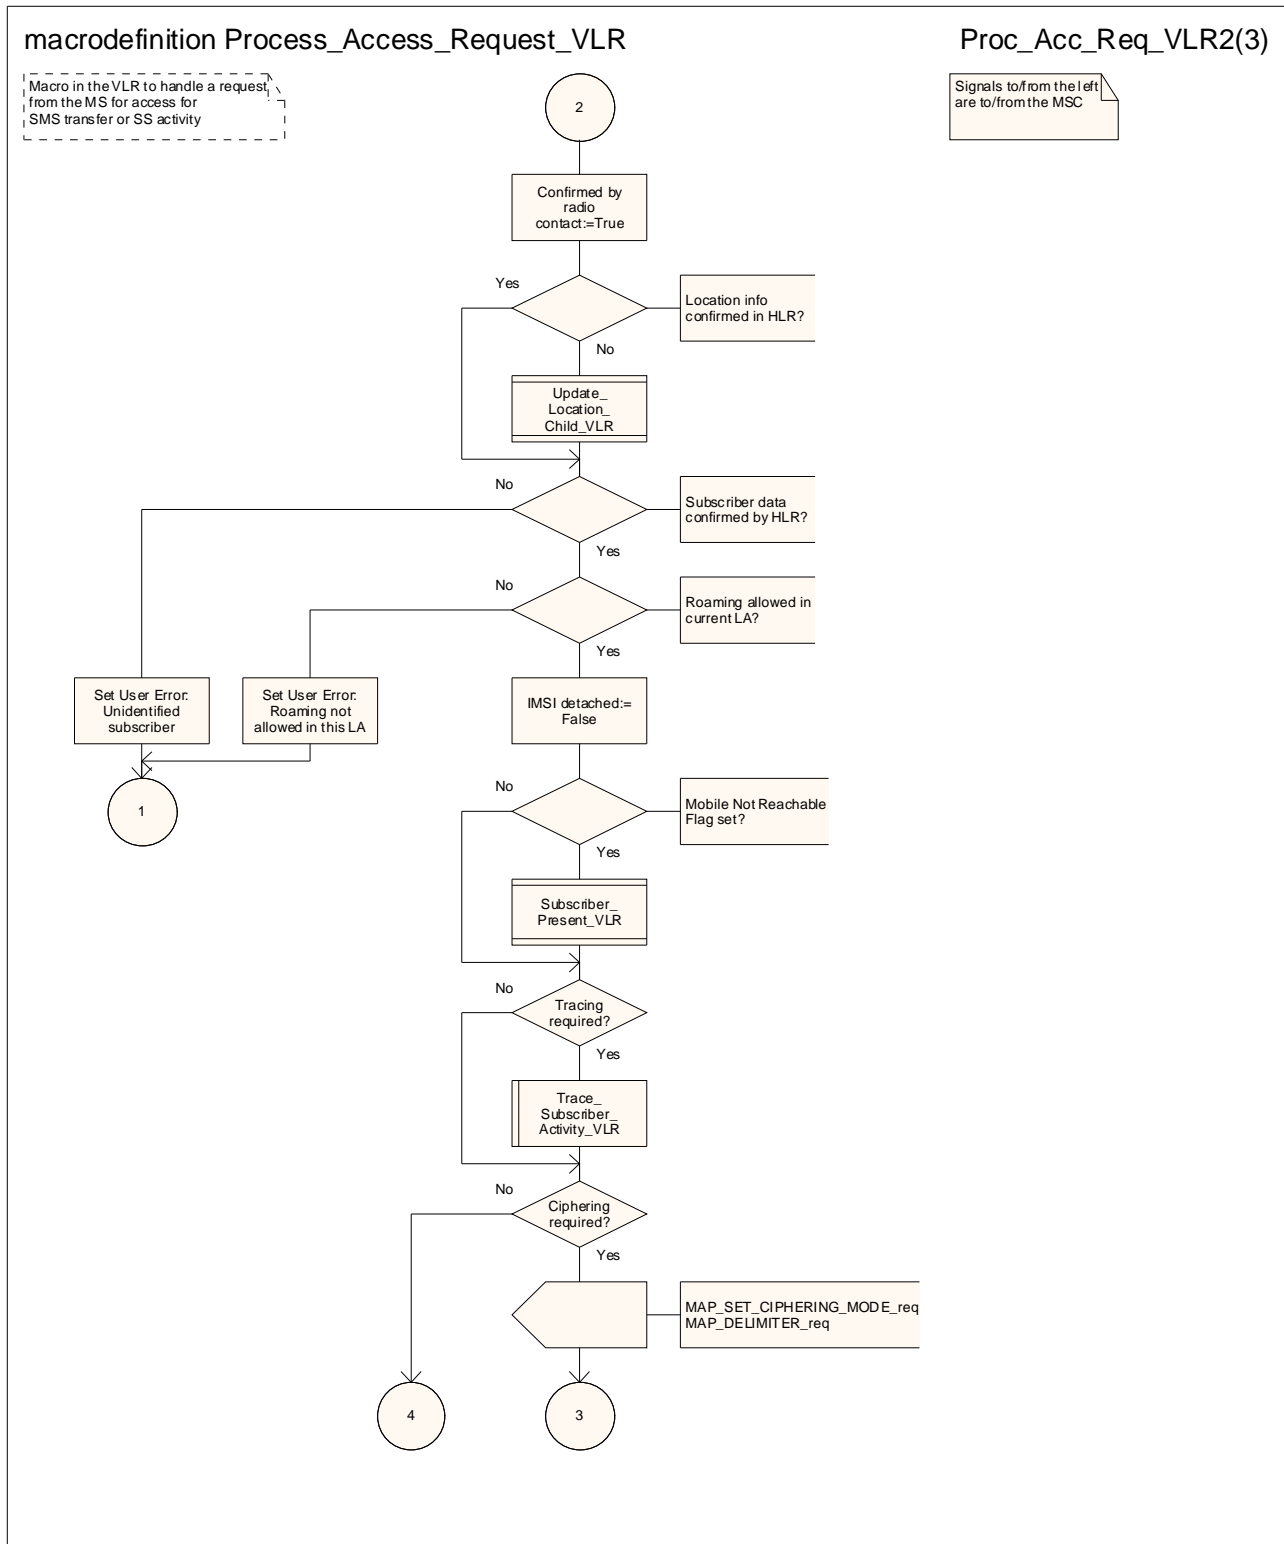 macrodefinition Process_Access_Request_VLR
Proc_Acc_Req_VLR2(3)
Macro in the VLR to handle a request
from the MS for access for
SMS transfer or SS activity
2
Signals to/from the left
are to/from the MSC
Confirmed by
radio
contact:=True
Yes
Location info
confirmed in HLR?
No
Update_
Location_
Child_VLR
No
Subscriber data
confirmed by HLR?
Yes
No
Roaming allowed in
current LA?
Yes
Set User Error:
Unidentified
subscriber
Set User Error:
Roaming not
allowed in this LA
IMSI detached:=
False
1
No
Mobile Not Reachable
Flag set?
Yes
Subscriber_
Present_VLR
No
Tracing
required?
Yes
Trace_
Subscriber_
Activity_VLR
No
Ciphering
required?
Yes
MAP_SET_CIPHERING_MODE_req
MAP_DELIMITER_req
4
3